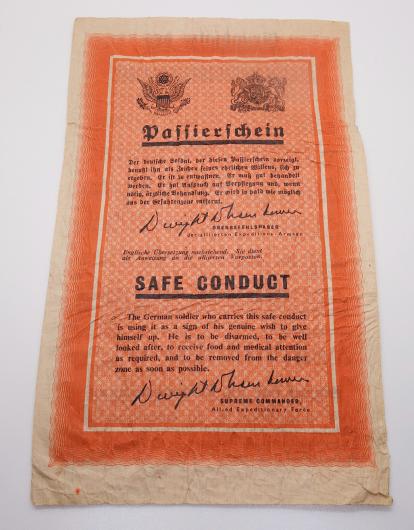 Passierschein
Der deutsche Soldat, der diesen Passierschein vorzeigt,
benutzt ihn als Zeichen seines ehrlichen Willens, sich zu
ergeben. Er ist zu entwaffnen. Er muss gut behandelt
werden. Er hat Anspruch auf Verpflegung und, wenn
nötig, ärztliche Behandlung. Er wird so bald wie möglich
aus der Gefahrenzone entfernt.
Dwight D Eisenhower
OBERBEFEHLSHABER
der alliierten Expeditions-Armee
Englische Übersetzung nachstehend. Sie dient
als Anweisung an die alliierten Vorposten.
SAFE CONDUCT
The German soldier who carries this safe conduct
is using it as a sign of his genuine wish to give
himself up. He is to be disarmed, to be well
looked after, to receive food and medical attention
as required, and to be removed from the danger
zone as soon as possible.
Dwight D Eisenhower
SUPREME COMMANDER,
Allied Expeditionary Force